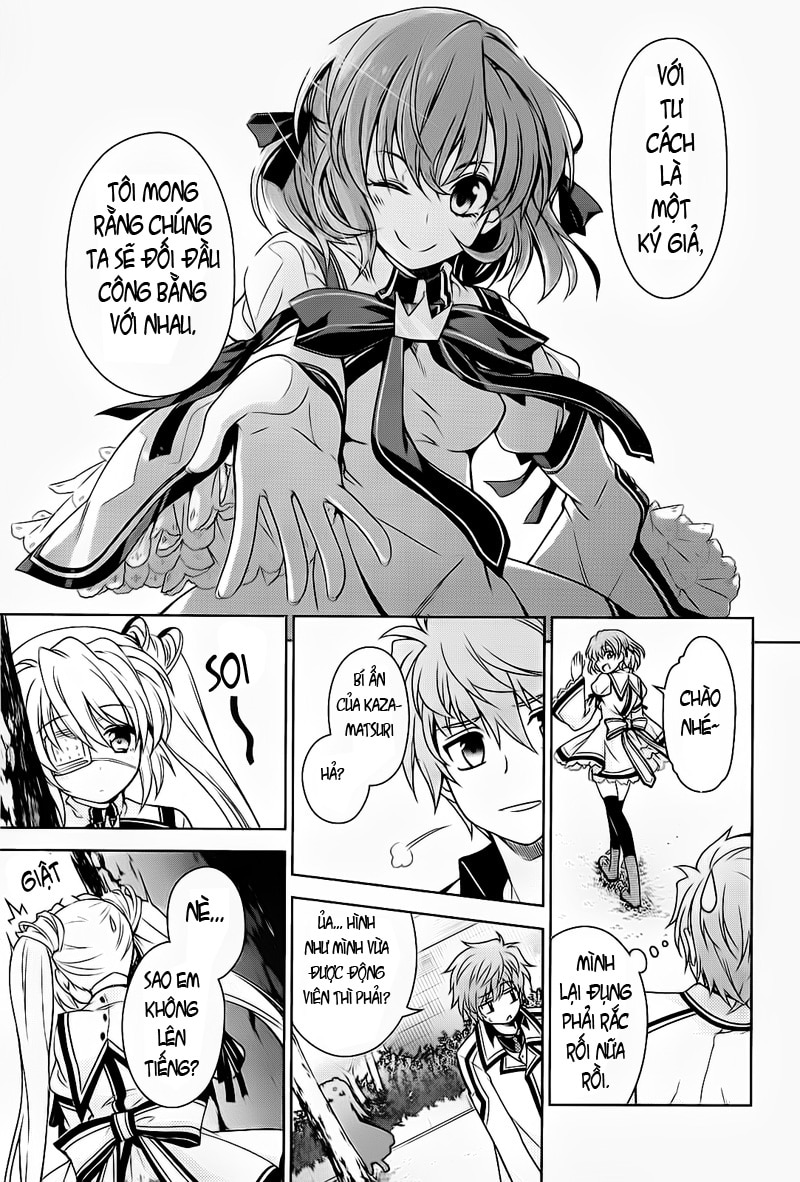 VỚI
TƯ
CÁCH
LÀ
MỘT
KÝ GIẢ,
TÔI MONG
RẰNG CHÚNG
TA SẼ ĐỐI ĐẦU
CÔNG BẰNG
VỚI NHAU.
CHÀO
NHÉ~
MÌNH
LẠI ĐỤNG
PHẢI RẮC
RỐI NỮA
RỒI.
BÍ ẨN
CỦA KAZA-
MATSURI
HẢ?
ỦA... HÌNH
NHƯ MÌNH VỪA
ĐƯỢC ĐỘNG
VIÊN THÌ PHẢI?
SOI
NÈ...
SAO EM
KHÔNG LÊN
TIẾNG?
GIẬT